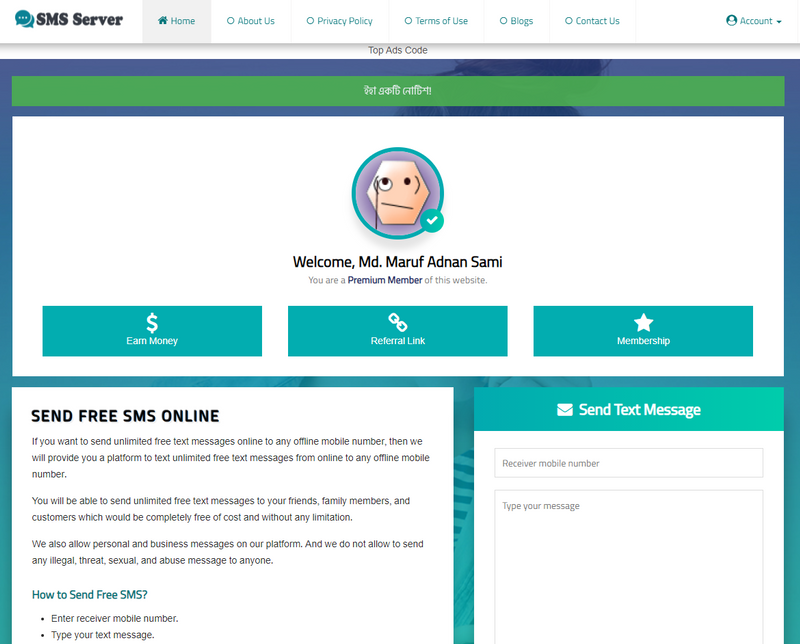 SMS Server
Home
About Us
Privacy Policy
Terms of Use
Blogs
Contact Us
Account
Top Ads Code
ইহা একটি নোটিশ!
Welcome, Md. Maruf Adnan Sami
You are a Premium Member of this website.
Earn Money
Referral Link
Membership
SEND FREE SMS ONLINE
If you want to send unlimited free text messages online to any offline mobile number, then we
will provide you a platform to text unlimited free text messages from online to any offline mobile
number.
You will be able to send unlimited free text messages to your friends, family members, and
customers which would be completely free of cost and without any limitation.
We also allow personal and business messages on our platform. And we do not allow to send
any illegal, threat, sexual, and abuse message to anyone.
How to Send Free SMS?
Enter receiver mobile number.
Type your text message.
Send Text Message
Receiver mobile number
Type your message